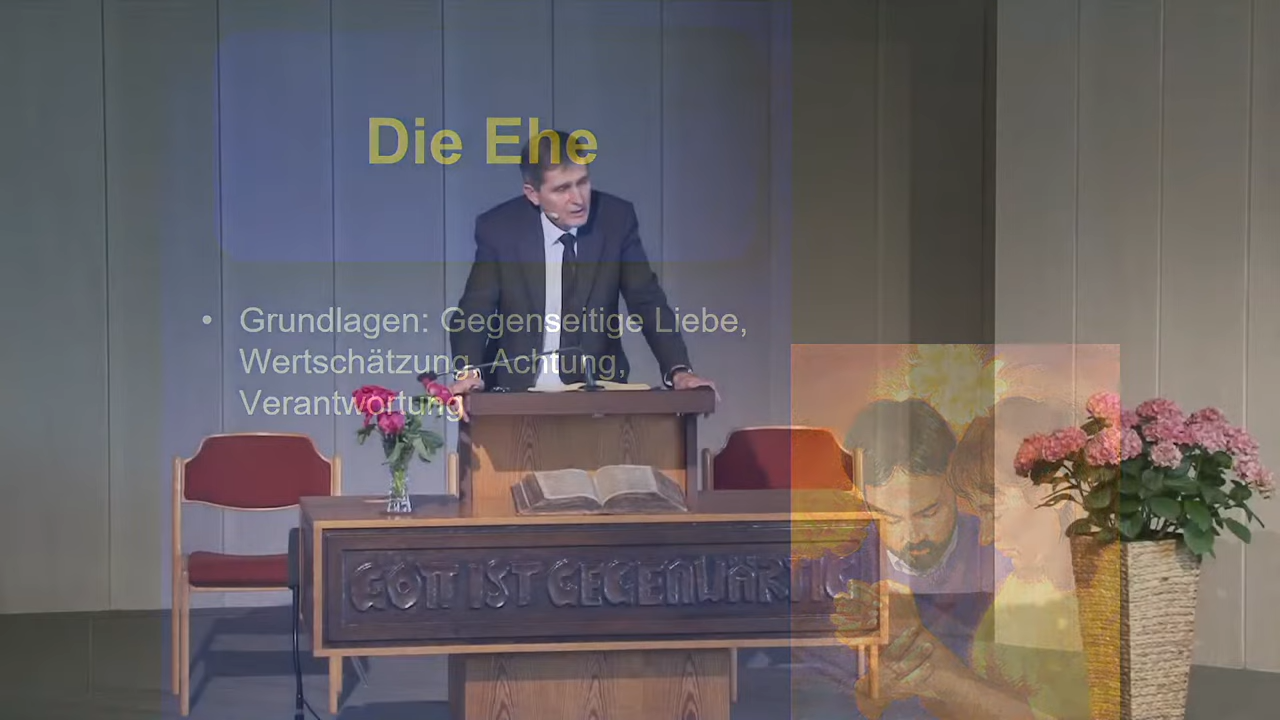 Die Ehe
• Grundlagen: Gegenseitige Liebe,
Wertschätzung, Achtung,
Verantwortung
GOTT IST GEGENWÄRTIG